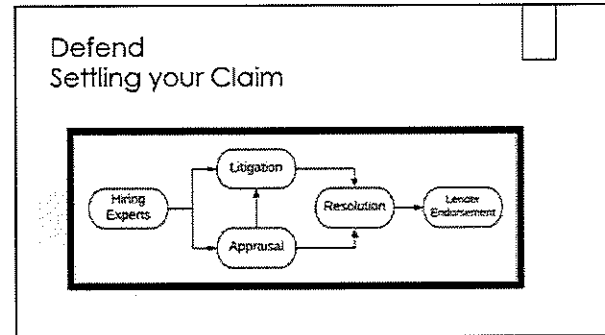 Defend
Settling your Claim
Litigation
Hiring
Experts
Resolution
Lender
Endorsement
Appraisal